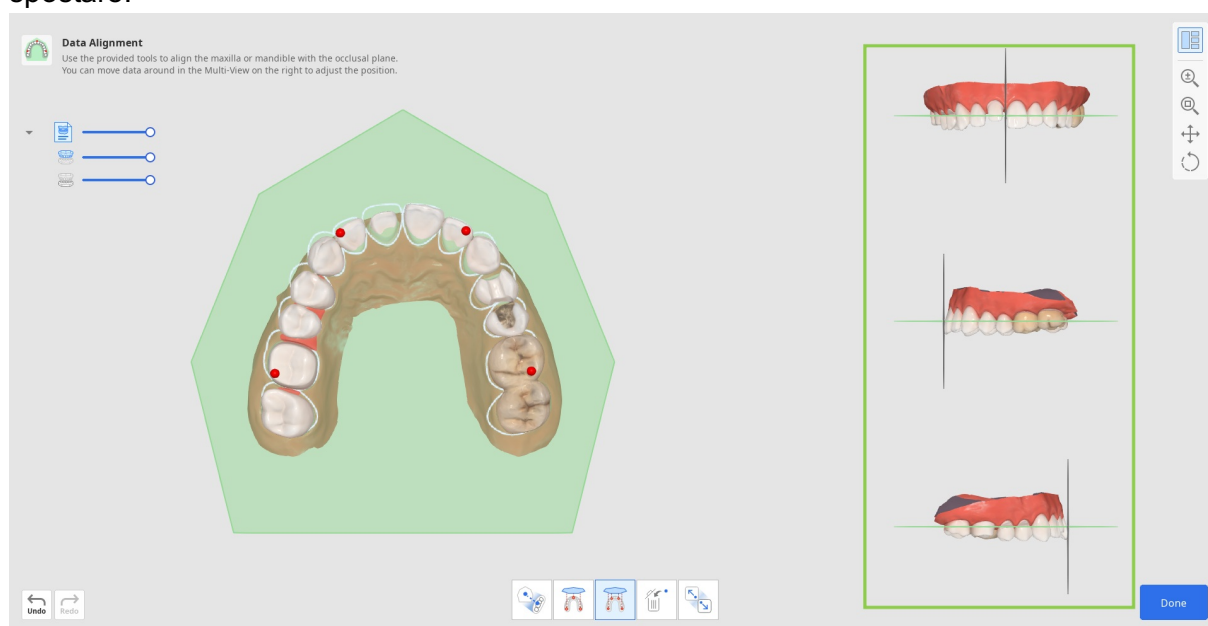 Data Alignment
Use the provided tools to align the maxilla or mandible with the occlusal plane.
You can move data around in the Multi-View on the right to adjust the position.
Undo
Redo
Done